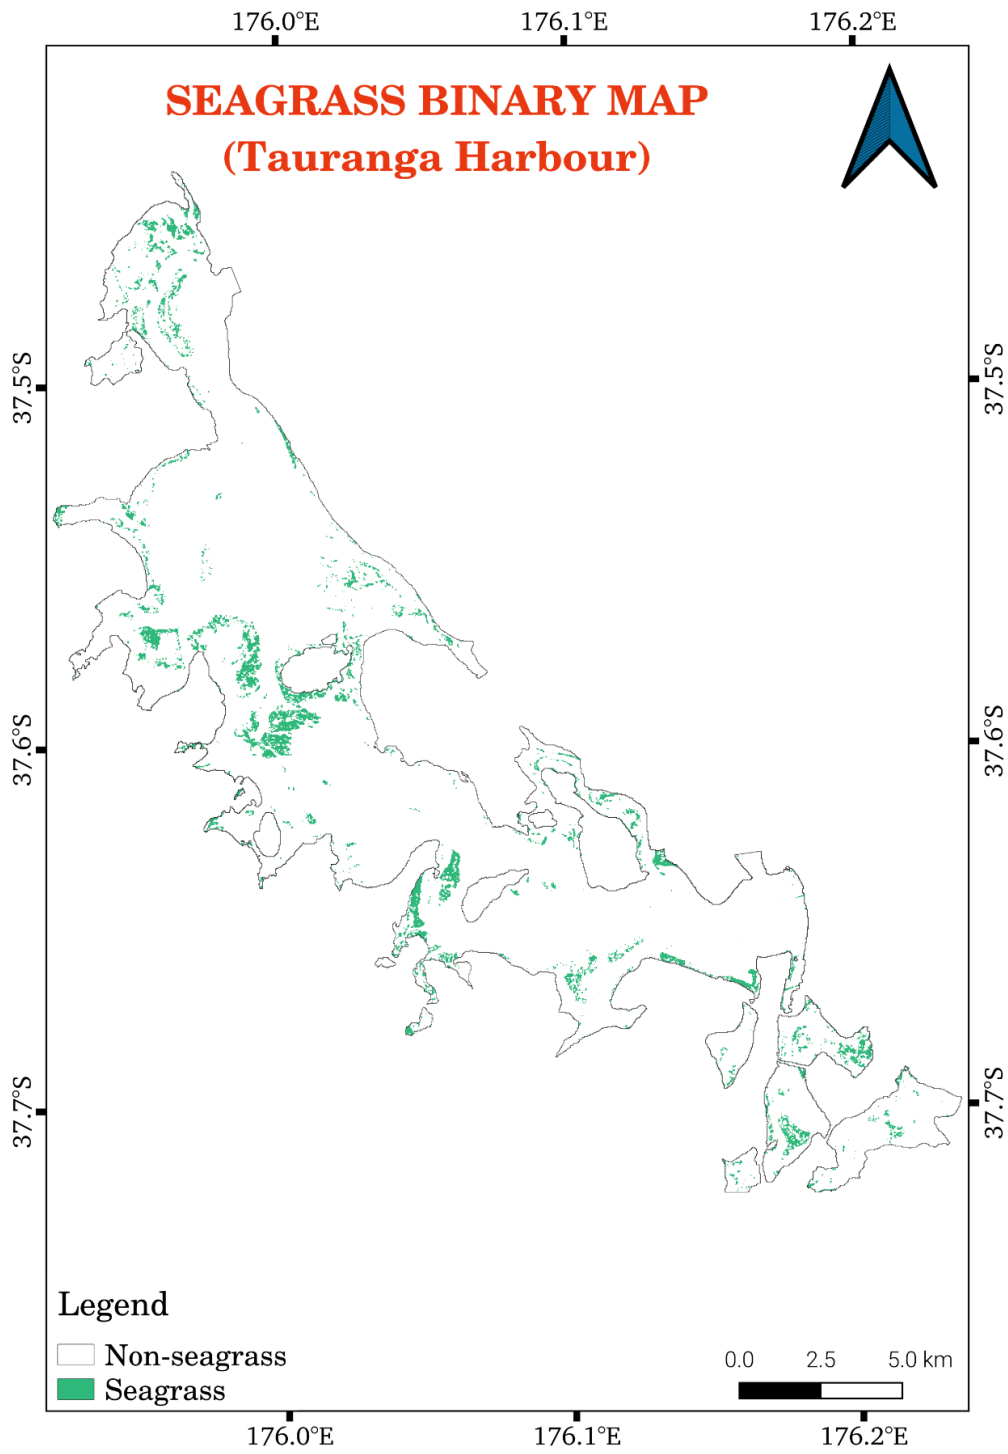 176.0°E 176.1°E 176.2°E
SEAGRASS BINARY MAP
(Tauranga Harbour)
37.5°S 37.5°S
37.6°S 37.6°S
37.7°S 37.7°S
Legend
Non-seagrass
Seagrass
0.0 2.5 5.0 km
176.0°E 176.1°E 176.2°E